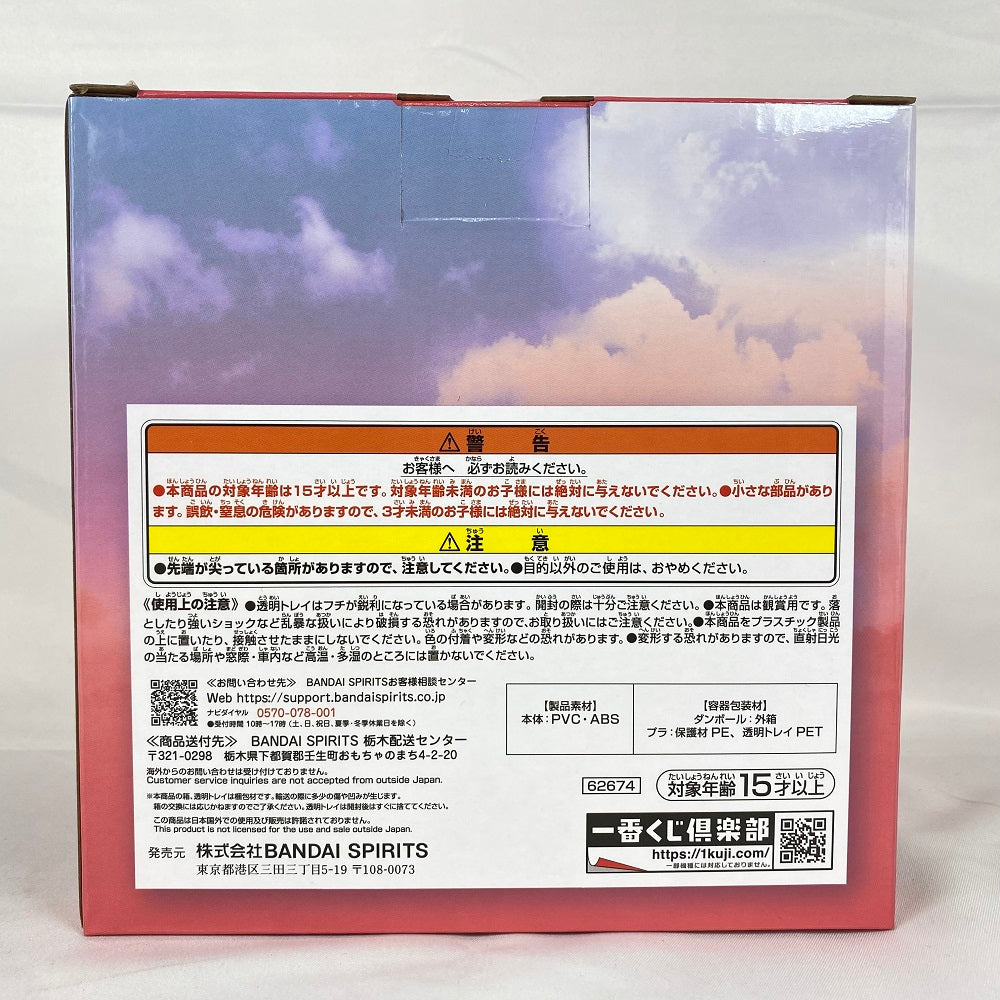 ⚠警告
お客様へ 必ずお読みください。
●本商品の対象年齢は15才以上です。対象年齢未満のお子様には絶対に与えないでください。●小さな部品があり
ます。誤飲・窒息の危険がありますので、3才未満のお子様には絶対に与えないでください。
⚠注意
●先端が尖っている箇所がありますので、注意してください。●目的以外のご使用は、おやめください。
《使用上の注意》●透明トレイはフチが鋭利になっている場合があります。開封の際は十分ご注意ください。●本商品は観賞用です。落
としたり強いショックなど乱暴な扱いにより破損する恐れがありますので、お取り扱いにはご注意ください。●本商品をプラスチック製品
の上に置いたり、接触させたままにしないでください。色の付着や変形などの恐れがあります。●変形する恐れがありますので、直射日光
の当たる場所や窓際・車内など高温・多湿のところには置かないでください。
≪お問い合わせ先≫ BANDAI SPIRITSお客様相談センター
Web https://support.bandaispirits.co.jp
ナビダイヤル 0570-078-001
●受付時間 10時〜17時(土、日、祝日、夏季・冬季休業日を除く)
≪商品送付先≫ BANDAI SPIRITS 栃木配送センター
〒321-0298 栃木県下都賀郡壬生町おもちゃのまち4-2-20
海外からのお問い合わせは受け付けておりません。
Customer service inquiries are not accepted from outside Japan.
※本商品の箱、透明トレイは梱包材です。輸送の際に多少の傷や凹みが生じます。
箱の交換には応じかねますのでご了承ください。透明トレイは開封後はすぐに捨ててください。
この商品は日本国外での使用及び販売は許諾されておりません。
This product is not licensed for the use and sale outside Japan.
発売元 株式会社BANDAI SPIRITS
東京都港区三田三丁目5-19 〒108-0073
【製品素材】
本体:PVC・ABS
【容器包装材】
ダンボール:外箱
プラ:保護材 PE、透明トレイ PET
62674
対象年齢15才以上
一番くじ倶楽部
https://1kuji.com/
一部機種には対応しておりません。